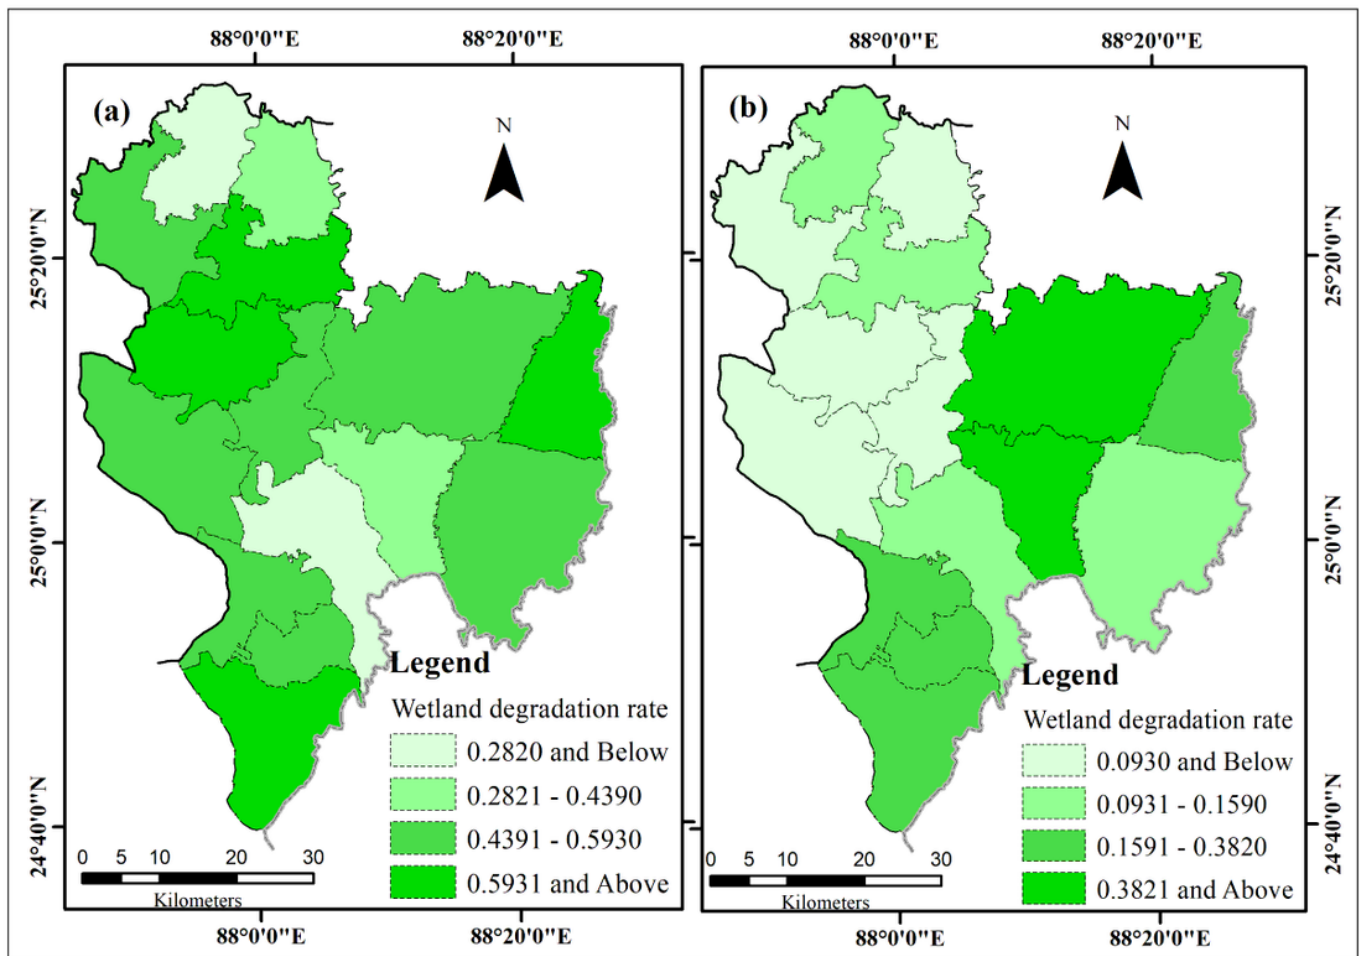 88°0'0"E 88°20'0"E 88°0'0"E 88°20'0"E
(a)
N
(b)
N
25°20'0"N
25°0'0"N
24°40'0"N
25°20'0"N
25°0'0"N
24°40'0"N
Legend
Wetland degradation rate
0.2820 and Below
0.2821 - 0.4390
0.4391 - 0.5930
0.5931 and Above
0 5 10 20 30
Kilometers
Legend
Wetland degradation rate
0.0930 and Below
0.0931 - 0.1590
0.1591 - 0.3820
0.3821 and Above
0 5 10 20 30
Kilometers
88°0'0"E 88°20'0"E 88°0'0"E 88°20'0"E